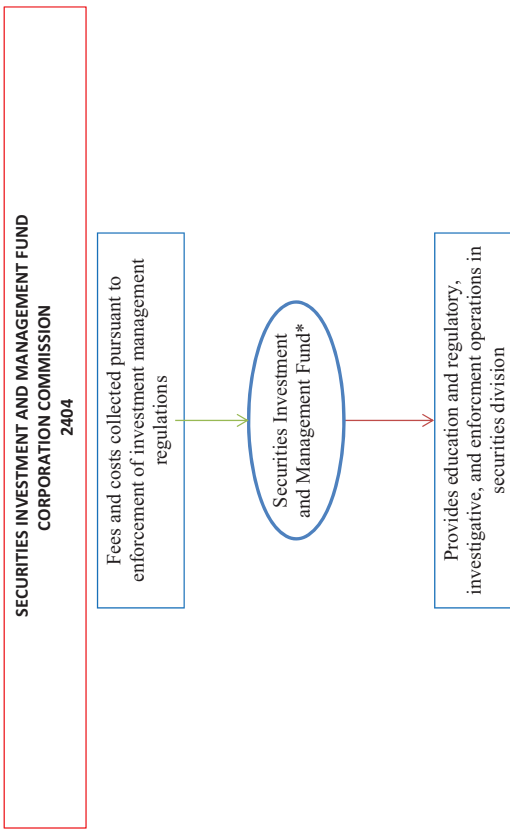 SECURITIES INVESTMENT AND MANAGEMENT FUND
CORPORATION COMMISSION
2404
Fees and costs collected pursuant to
enforcement of investment management
regulations
Securities Investment
and Management Fund*
Provides education and regulatory,
investigative, and enforcment operations in
securities division